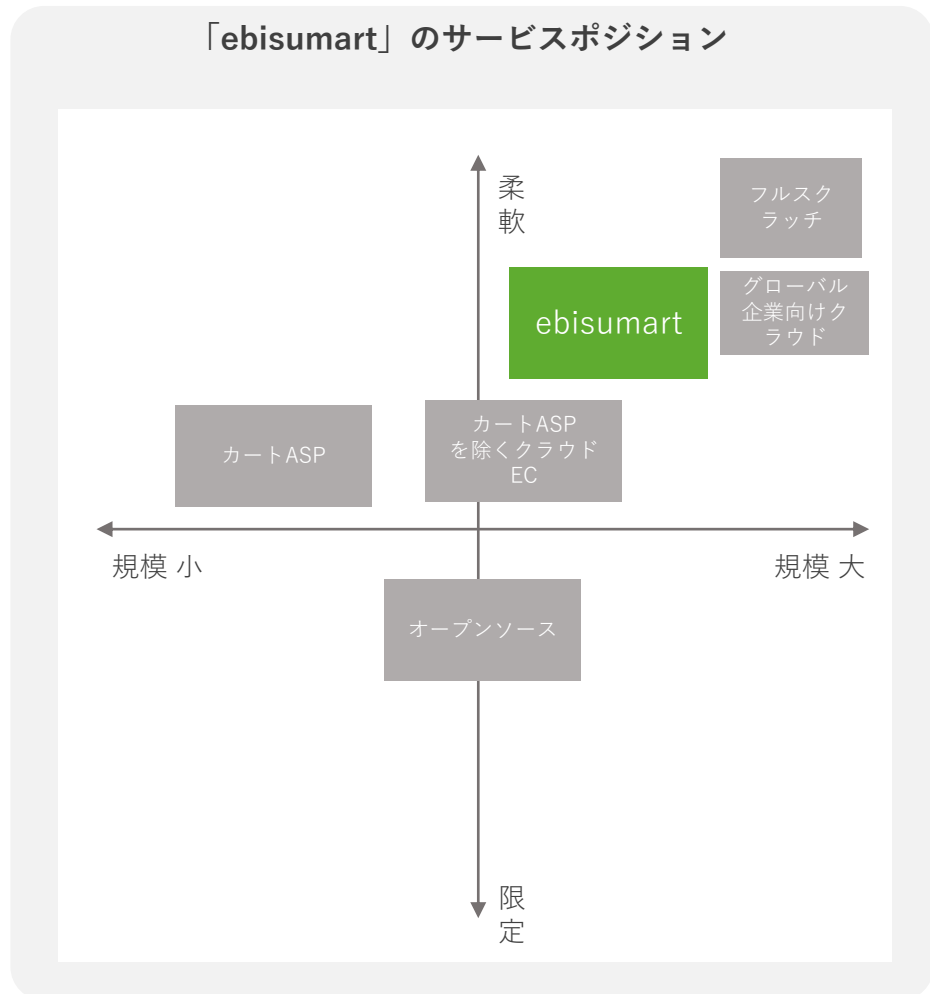 「ebisumart」のサービスポジション
柔
軟
フルスク
ラッチ
ebisumart
グローバル
企業向けク
ラウド
カートASP
カートASP
を除くクラウド
EC
規模 小
規模 大
オープンソース
限
定